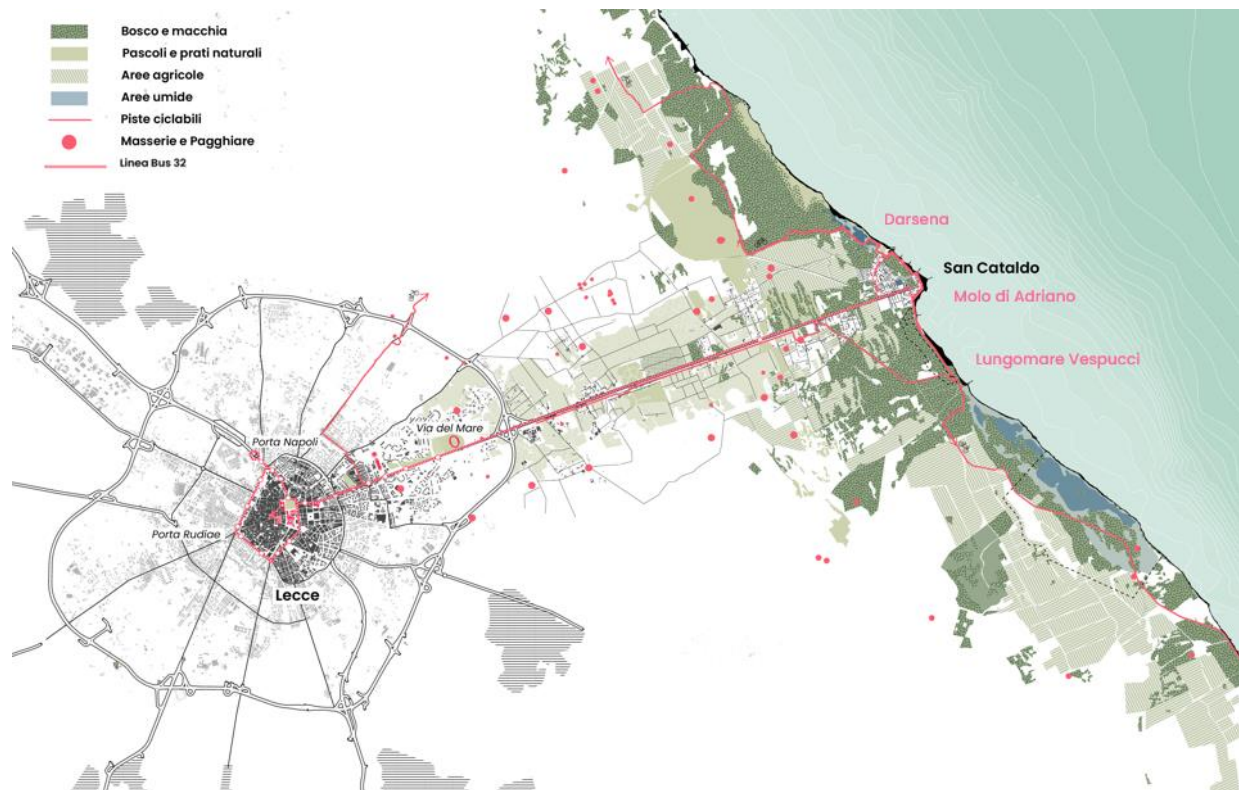 Bosco e macchia
Pascoli e prati naturali
Aree agricole
Aree umide
Piste ciclabili
Masserie e Pagghiare
Linea Bus 32
Darsena
San Cataldo
Molo di Adriano
Lungomare Vespucci
Via del Mare
Porta Napoli
Porta Rudiae
Lecce